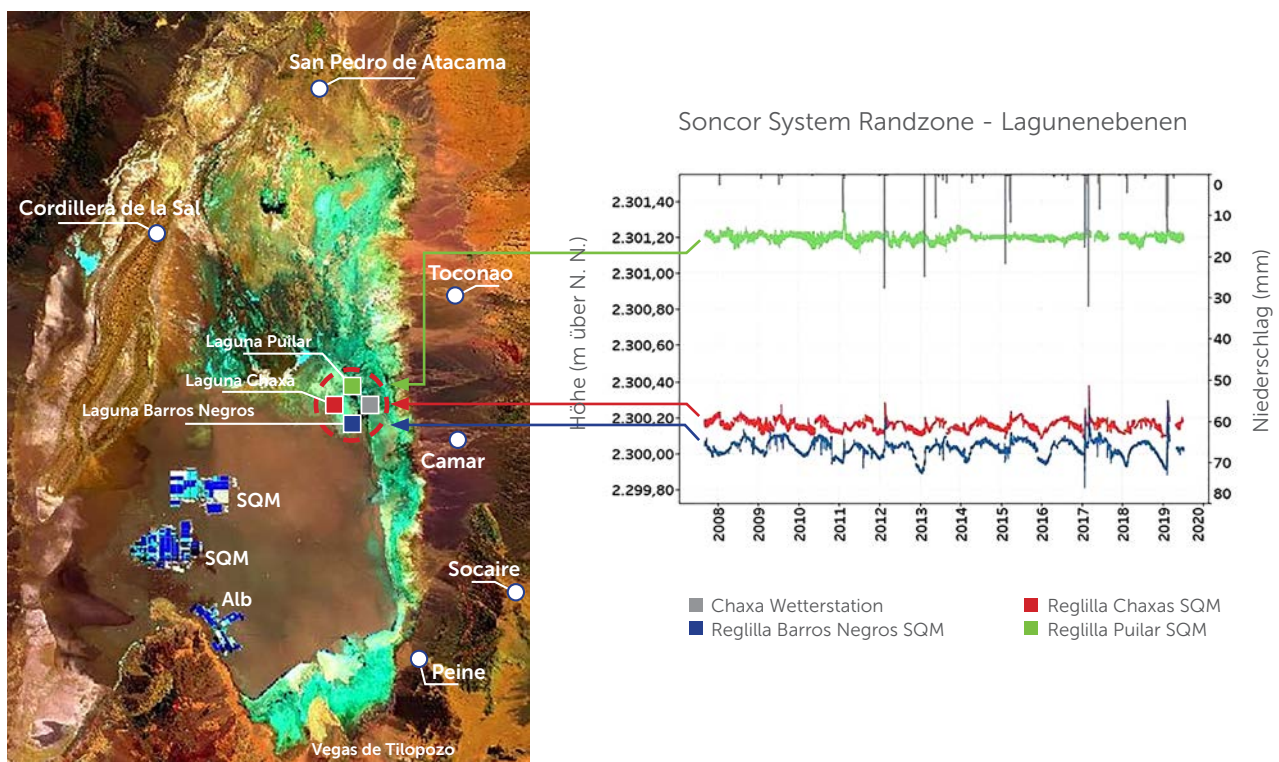 San Pedro de Atacama
Cordillera de la Sal
Toconao
Laguna Puilar
Laguna Chaxa
Laguna Barros Negros
Camar
SQM
SQM
Socaire
Alb
Peine
Vegas de Tilopozo
Soncor System Randzone - Lagunenebenen
Höhe (m über N. N.)
2.301,40
2.301,20
2.301,00
2.300,80
2.300,60
2.300,40
2.300,20
2.300,00
2.299,80
0
10
20
30
40
50
60
70
80
Niederschlag (mm)
2008
2009
2010
2011
2012
2013
2014
2015
2016
2017
2018
2019
2020
Chaxa Wetterstation
Reglilla Chaxas SQM
Reglilla Barros Negros SQM
Reglilla Puilar SQM